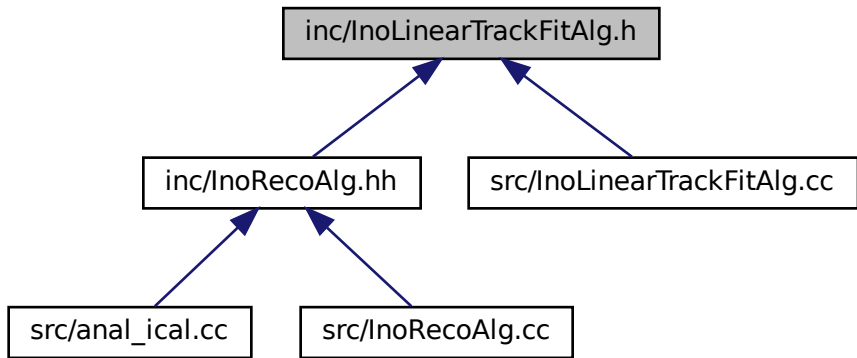 inc/InoLinearTrackFitAlg.h
inc/InoRecoAlg.hh
src/InoLinearTrackFitAlg.cc
src/anal_ical.cc
src/InoRecoAlg.cc